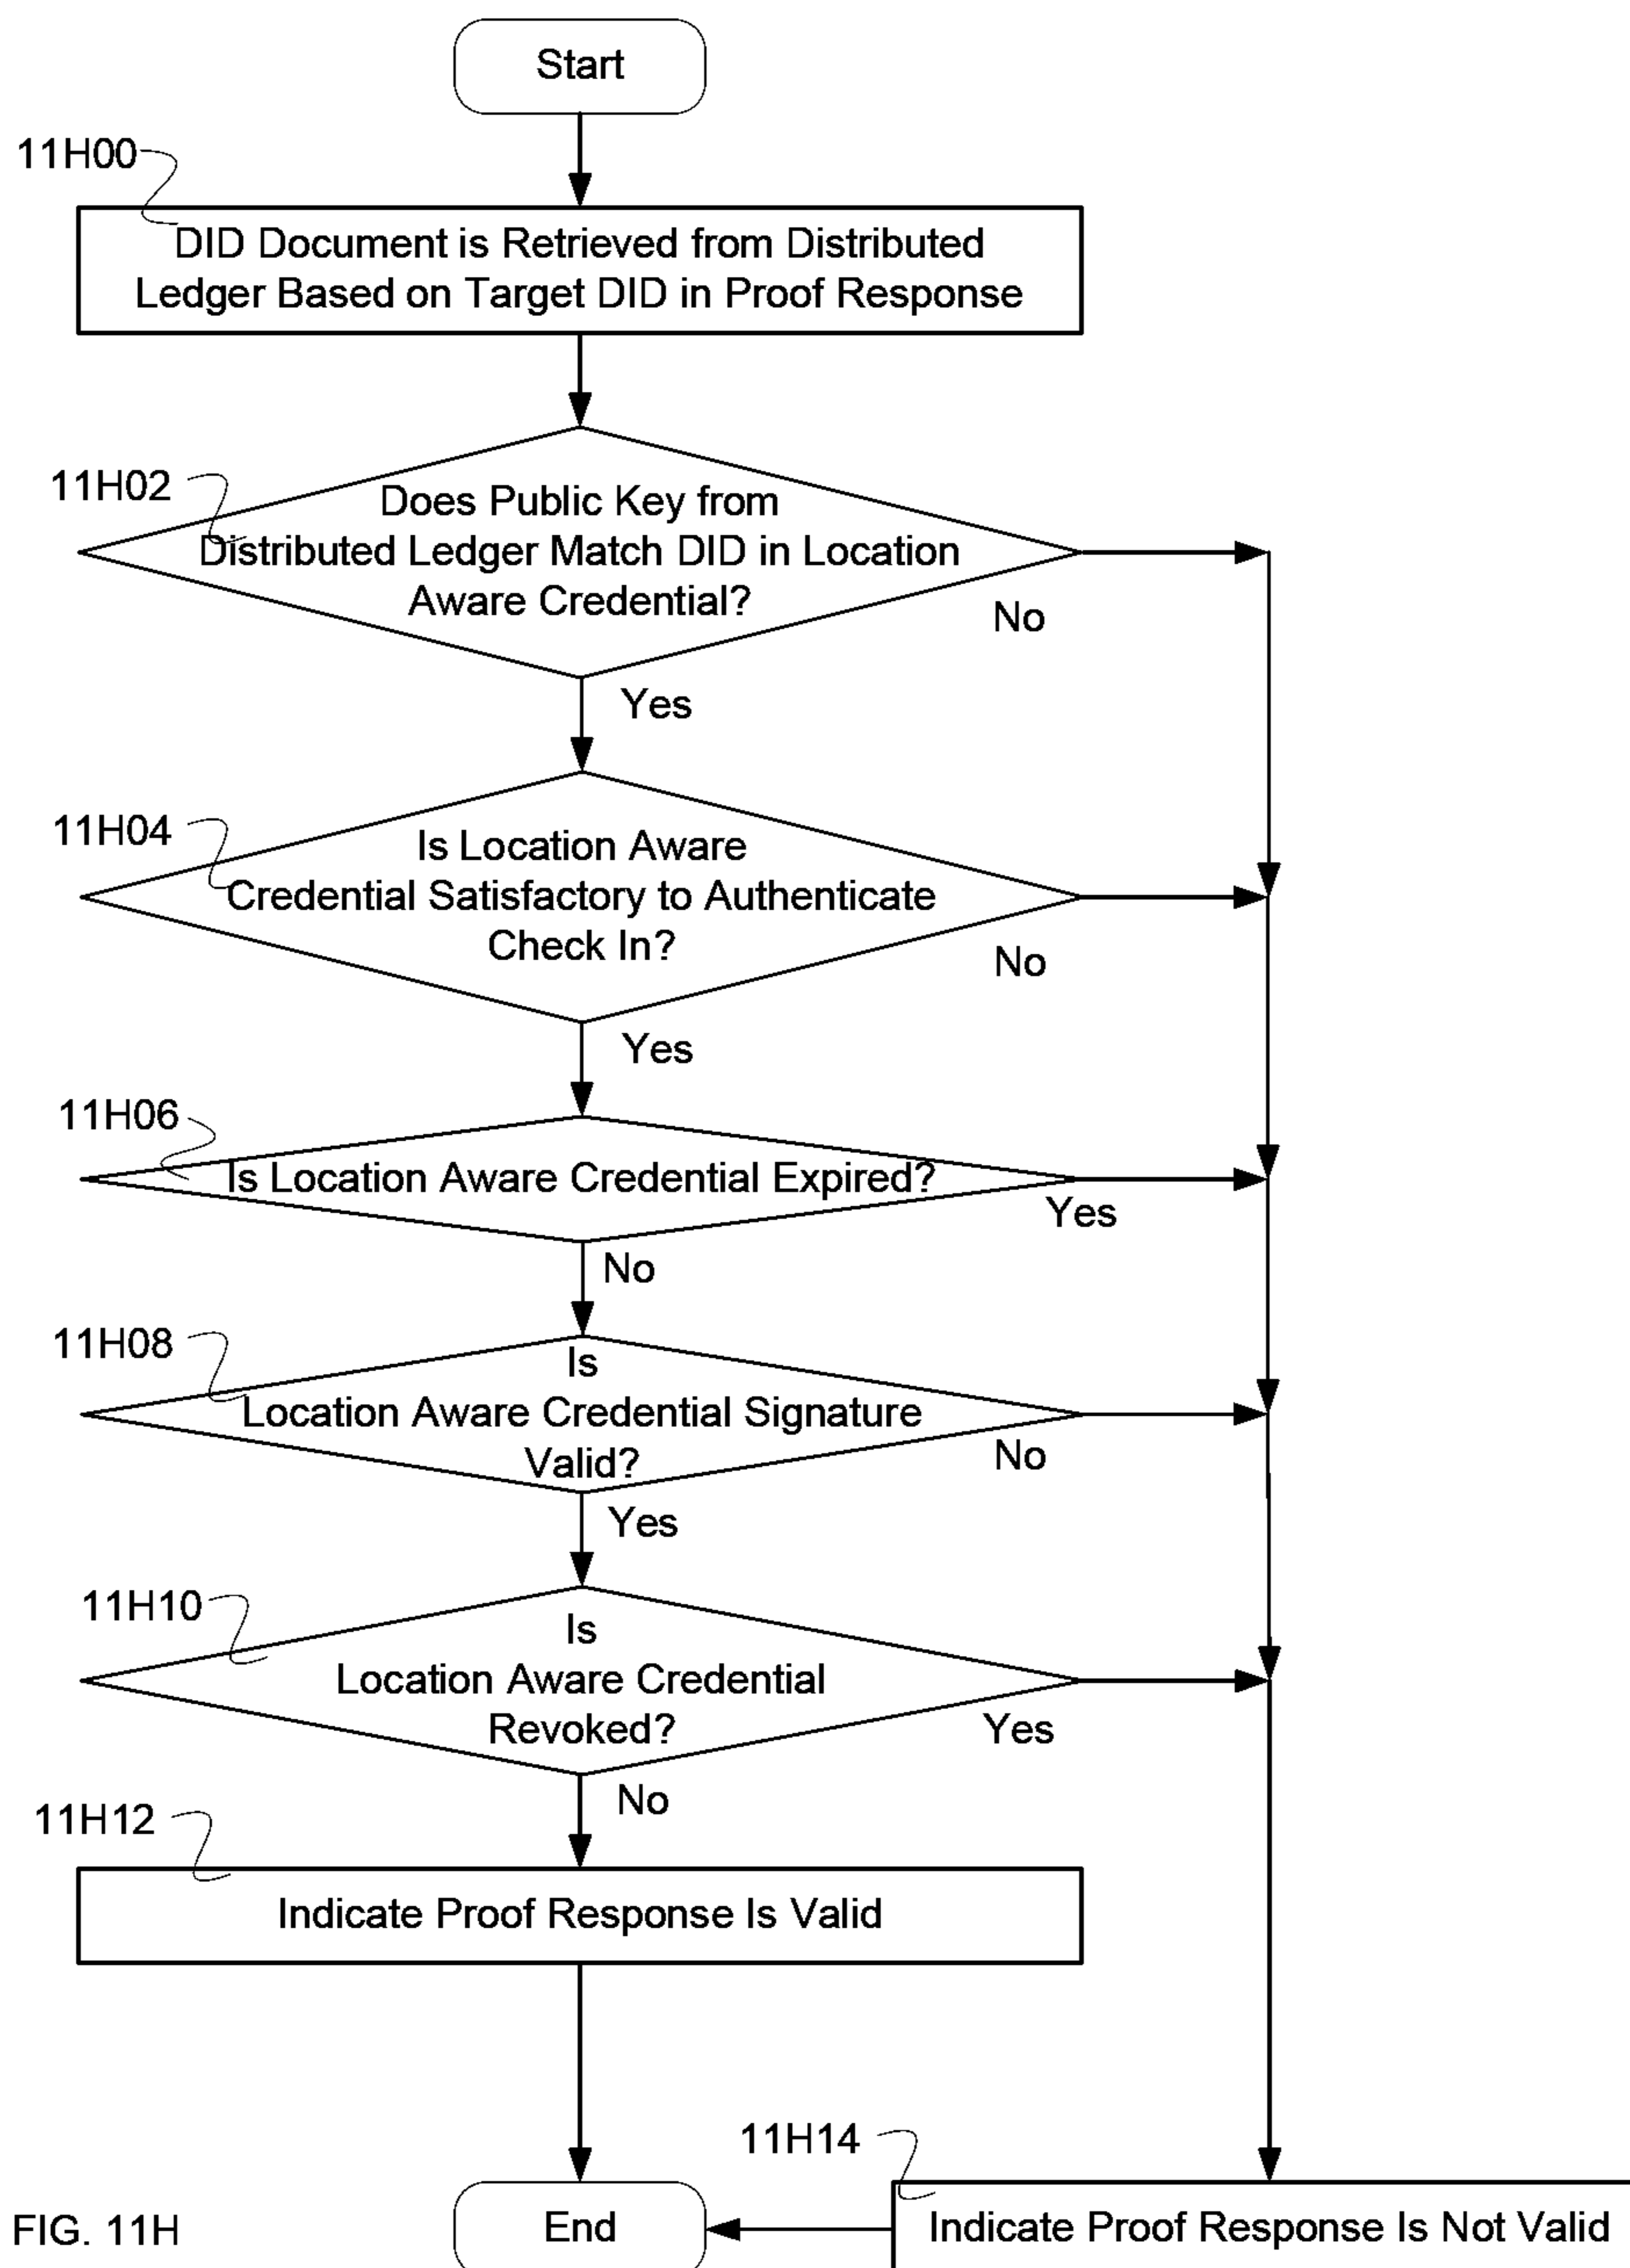 Start
11H00
DID Document is Retrieved from Distributed
Ledger Based on Target DID in Proof Response
11H02
Does Public Key from
Distributed Ledger Match DID in Location
Aware Credential?
No
Yes
11H04
Is Location Aware
Credential Satisfactory to Authenticate
Check In?
No
Yes
11H06
Is Location Aware Credential Expired?
Yes
No
11H08
Is
Location Aware Credential Signature
Valid?
No
Yes
11H10
Is
Location Aware Credential
Revoked?
Yes
No
11H12
Indicate Proof Response Is Valid
11H14
FIG. 11H
End
Indicate Proof Response Is Not Valid